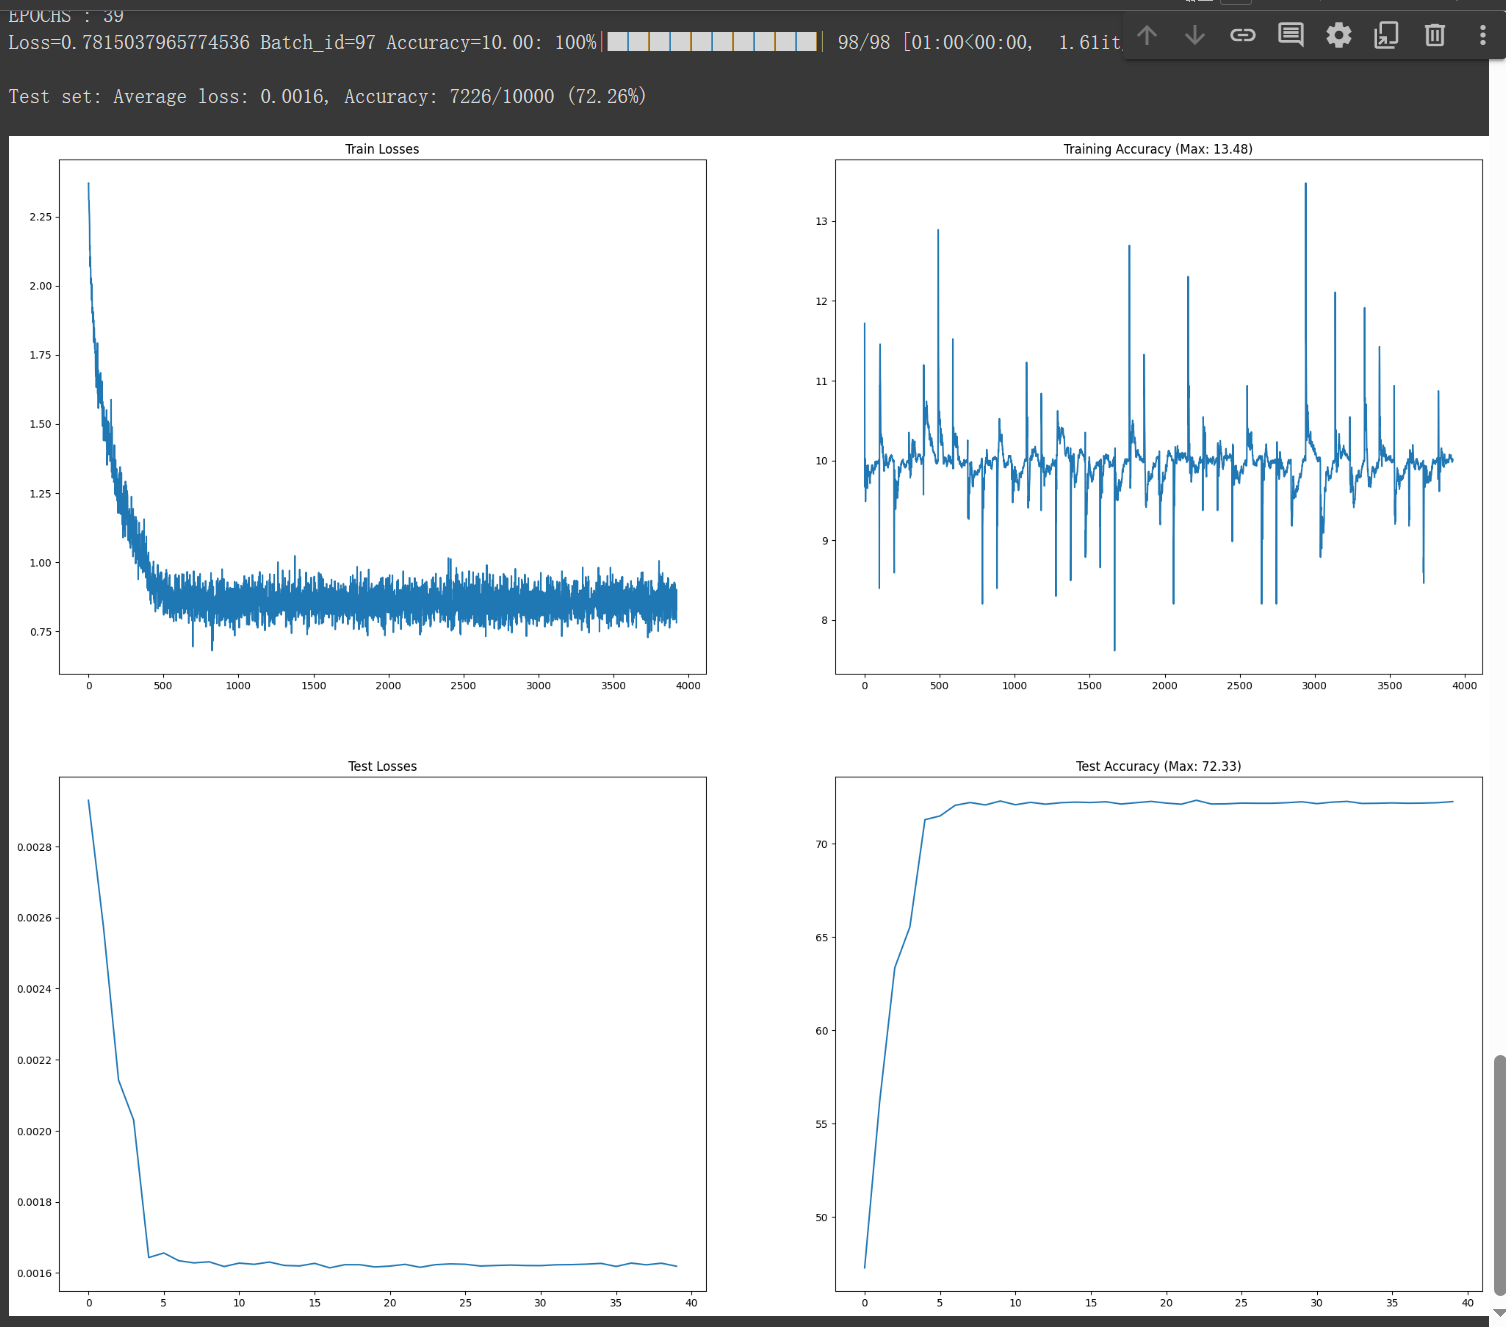 EPOCHS : 39
Loss=0.7815037965774536 Batch_id=97 Accuracy=10.00: 100% 98/98 [01:00<00:00, 1.61it/
Test set: Average loss: 0.0016, Accuracy: 7226/10000 (72.26%)
Train Losses
2.25
2.00
1.75
1.50
1.25
1.00
0.75
0 500 1000 1500 2000 2500 3000 3500 4000
Training Accuracy (Max: 13.48)
13
12
11
10
9
8
0 500 1000 1500 2000 2500 3000 3500 4000
Test Losses
0.0028
0.0026
0.0024
0.0022
0.0020
0.0018
0.0016
0 5 10 15 20 25 30 35 40
Test Accuracy (Max: 72.33)
70
65
60
55
50
0 5 10 15 20 25 30 35 40